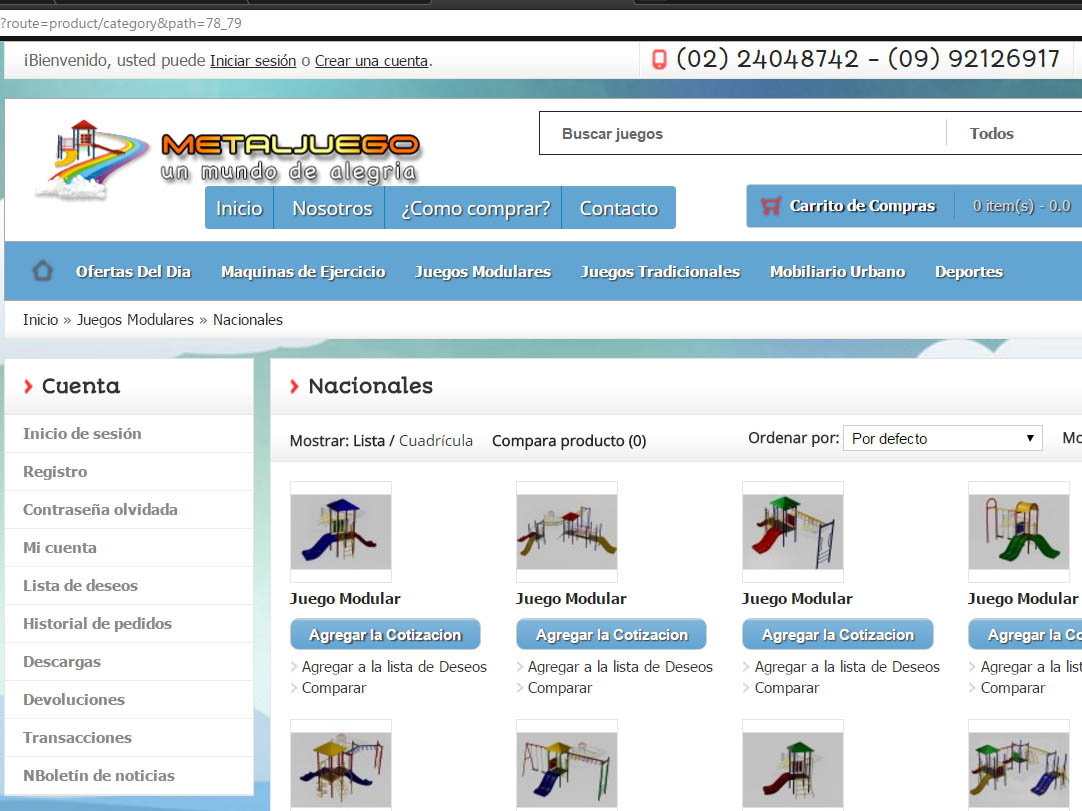 ?route=product/category&path=78_79
¡Bienvenido, usted puede Iniciar sesión o Crear una cuenta.
(02) 24048742 - (09) 92126917
METALJUEGO
un mundo de alegria
Buscar juegos
Todos
Inicio Nosotros ¿Como comprar? Contacto
Carrito de Compras 0 item(s) - 0.0
Ofertas Del Dia Maquinas de Ejercicio Juegos Modulares Juegos Tradicionales Mobiliario Urbano Deportes
Inicio » Juegos Modulares » Nacionales
Cuenta
Inicio de sesión
Registro
Contraseña olvidada
Mi cuenta
Lista de deseos
Historial de pedidos
Descargas
Devoluciones
Transacciones
NBoletín de noticias
Nacionales
Mostrar: Lista / Cuadrícula Compara producto (0) Ordenar por: Por defecto Mo
Juego Modular Juego Modular Juego Modular Juego Modular
Agregar la Cotizacion Agregar la Cotizacion Agregar la Cotizacion Agregar la Co
Agregar a la lista de Deseos Agregar a la lista de Deseos Agregar a la lista de Deseos Agregar a la list
Comparar Comparar Comparar Comparar